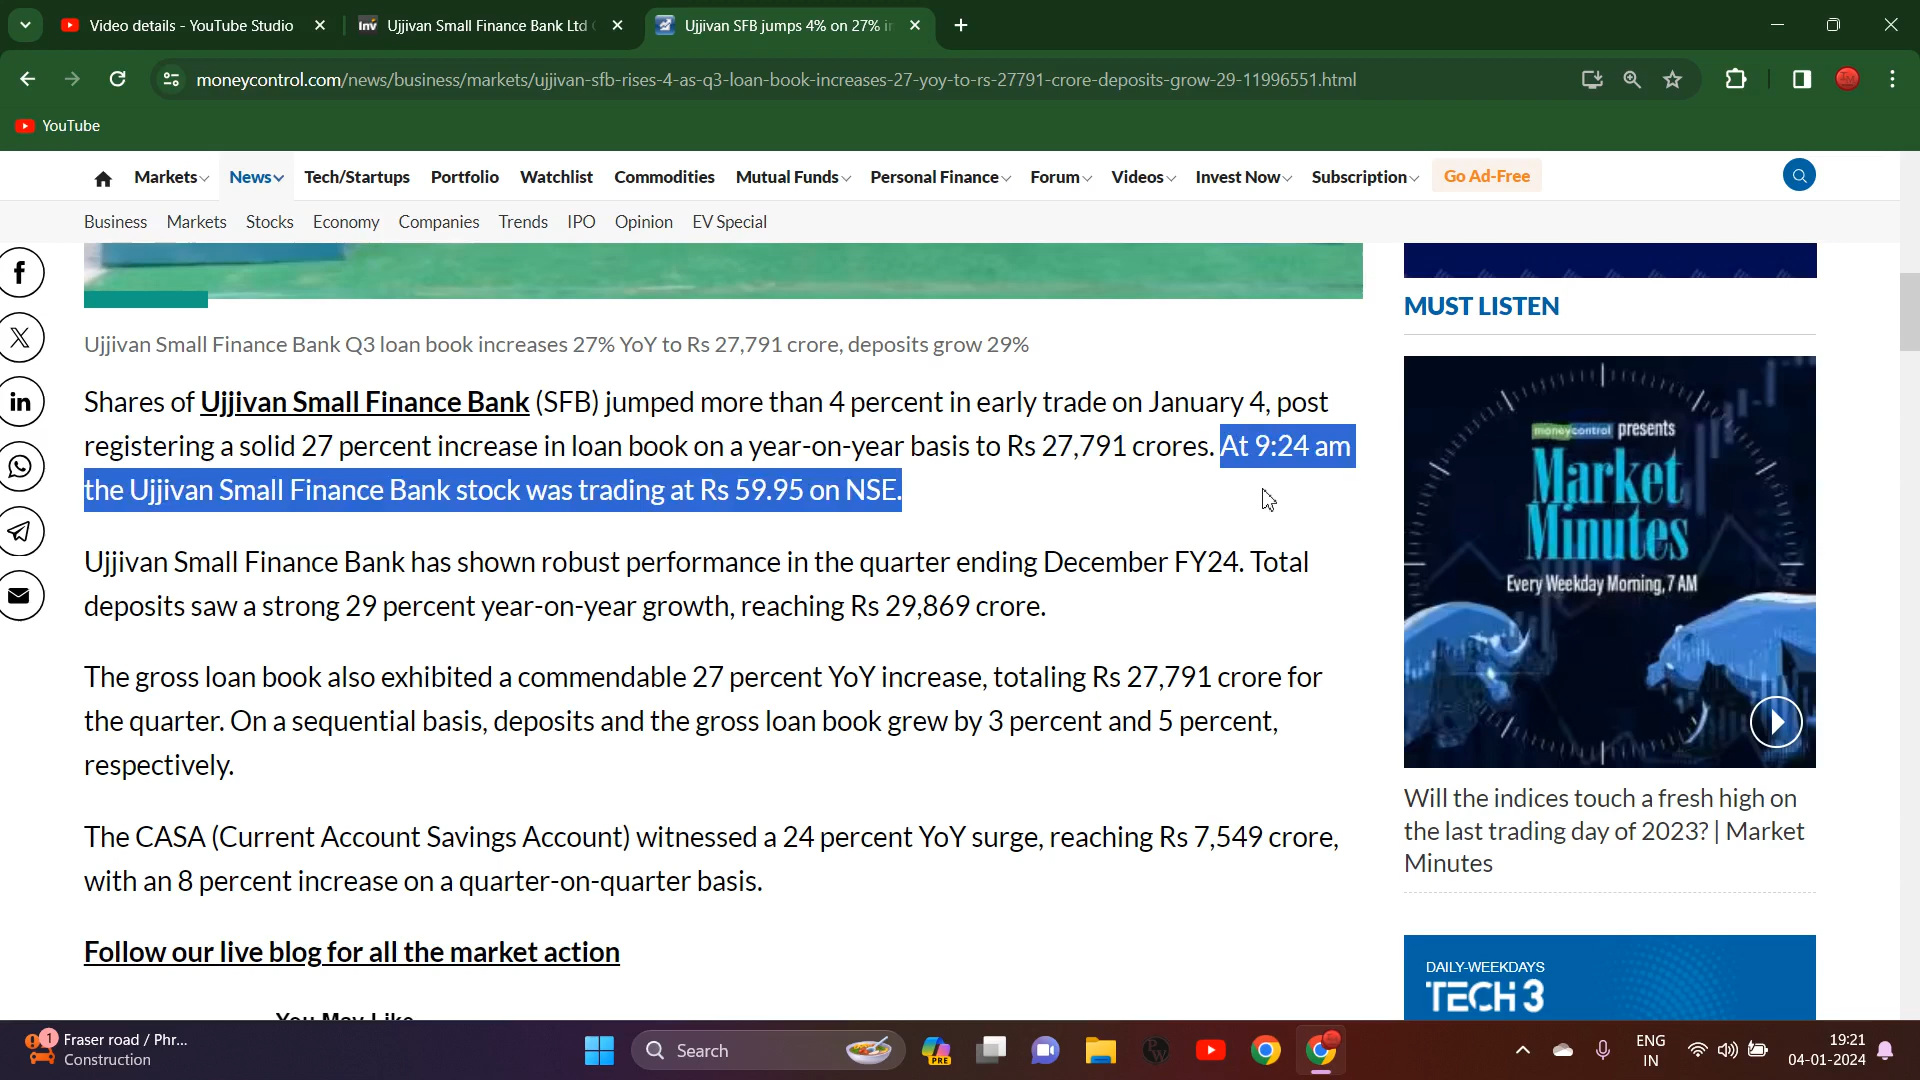 Video details - YouTube Studio
Inv Ujjivan Small Finance Bank Ltd
Ujjivan SFB jumps 4% on 27% in
moneycontrol.com/news/business/markets/ujjivan-sfb-rises-4-as-q3-loan-book-increases-27-yoy-to-rs-27791-crore-deposits-grow-29-11996551.html
YouTube
Markets News Tech/Startups Portfolio Watchlist Commodities Mutual Funds Personal Finance Forum Videos Invest Now Subscription Go Ad-Free
Business Markets Stocks Economy Companies Trends IPO Opinion EV Special
Ujjivan Small Finance Bank Q3 loan book increases 27% YoY to Rs 27,791 crore, deposits grow 29%
Shares of Ujjivan Small Finance Bank (SFB) jumped more than 4 percent in early trade on January 4, post
registering a solid 27 percent increase in loan book on a year-on-year basis to Rs 27,791 crores. At 9:24 am
the Ujjivan Small Finance Bank stock was trading at Rs 59.95 on NSE.
Ujjivan Small Finance Bank has shown robust performance in the quarter ending December FY24. Total
deposits saw a strong 29 percent year-on-year growth, reaching Rs 29,869 crore.
The gross loan book also exhibited a commendable 27 percent YoY increase, totaling Rs 27,791 crore for
the quarter. On a sequential basis, deposits and the gross loan book grew by 3 percent and 5 percent,
respectively.
The CASA (Current Account Savings Account) witnessed a 24 percent YoY surge, reaching Rs 7,549 crore,
with an 8 percent increase on a quarter-on-quarter basis.
Follow our live blog for all the market action
You May Like
MUST LISTEN
moneycontrol presents
Market
Minutes
Every Weekday Morning, 7 AM
Will the indices touch a fresh high on
the last trading day of 2023? | Market
Minutes
DAILY-WEEKDAYS
TECH3
1
Fraser road / Phr...
Construction
Search
PRE
ENG
IN
19:21
04-01-2024